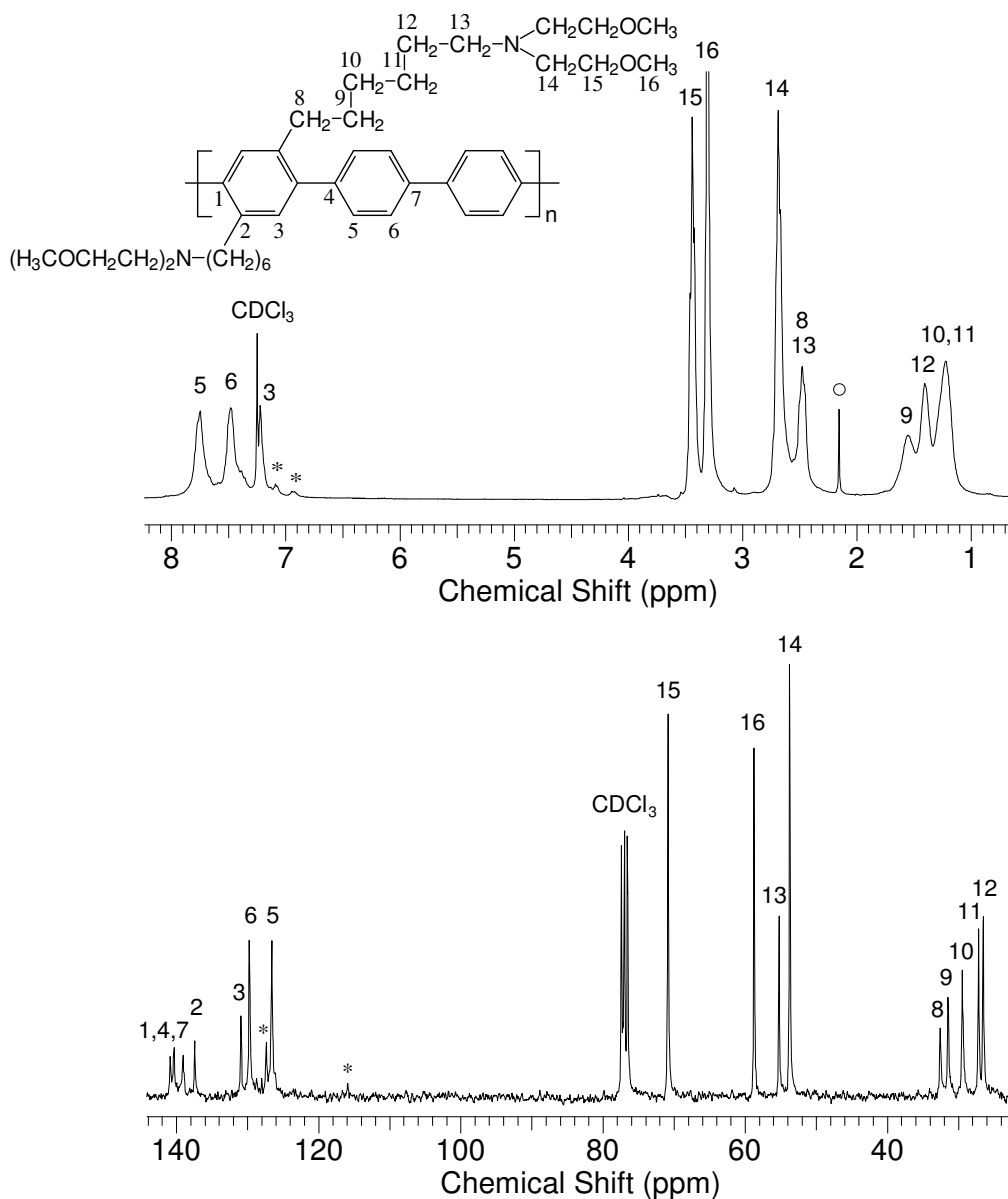 12 13 CH2CH2OCH3
CH2-CH2-N
10 11 CH2CH2OCH3 16
CH2-CH2 14 15 16
8 9
CH2-CH2
1 4 7 n
2 3 5 6
(H3COCH2CH2)2N-(CH2)6
CDCl3
5 6 3 * * 15 14 8 13 ○ 9 12 10,11
8 7 6 5 4 3 2 1
Chemical Shift (ppm)
1,4,7 2 3 6 * 5 * CDCl3 15 16 13 14 8 9 10 11 12
140 120 100 80 60 40
Chemical Shift (ppm)